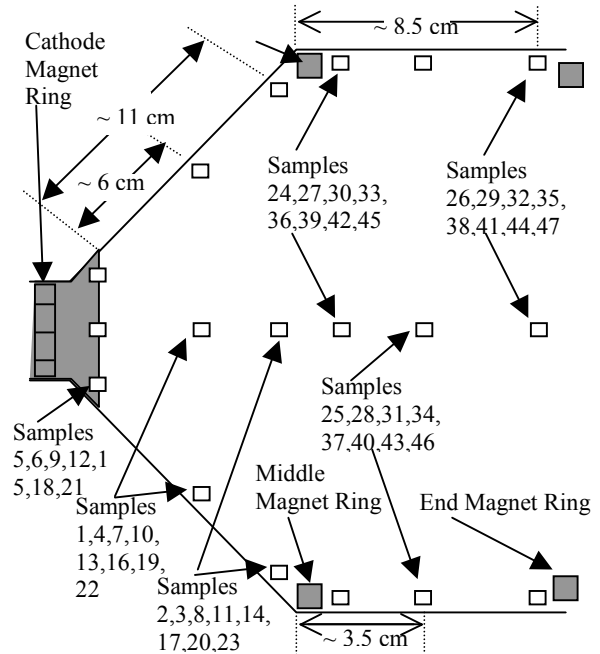 Cathode
Magnet
Ring
~ 8.5 cm
~ 11 cm
~ 6 cm
Samples
24,27,30,33,
36,39,42,45
Samples
26,29,32,35,
38,41,44,47
Samples
5,6,9,12,1
5,18,21
Samples
1,4,7,10,
13,16,19,
22
Samples
2,3,8,11,14,
17,20,23
Middle
Magnet Ring
Samples
25,28,31,34,
37,40,43,46
End Magnet Ring
~ 3.5 cm